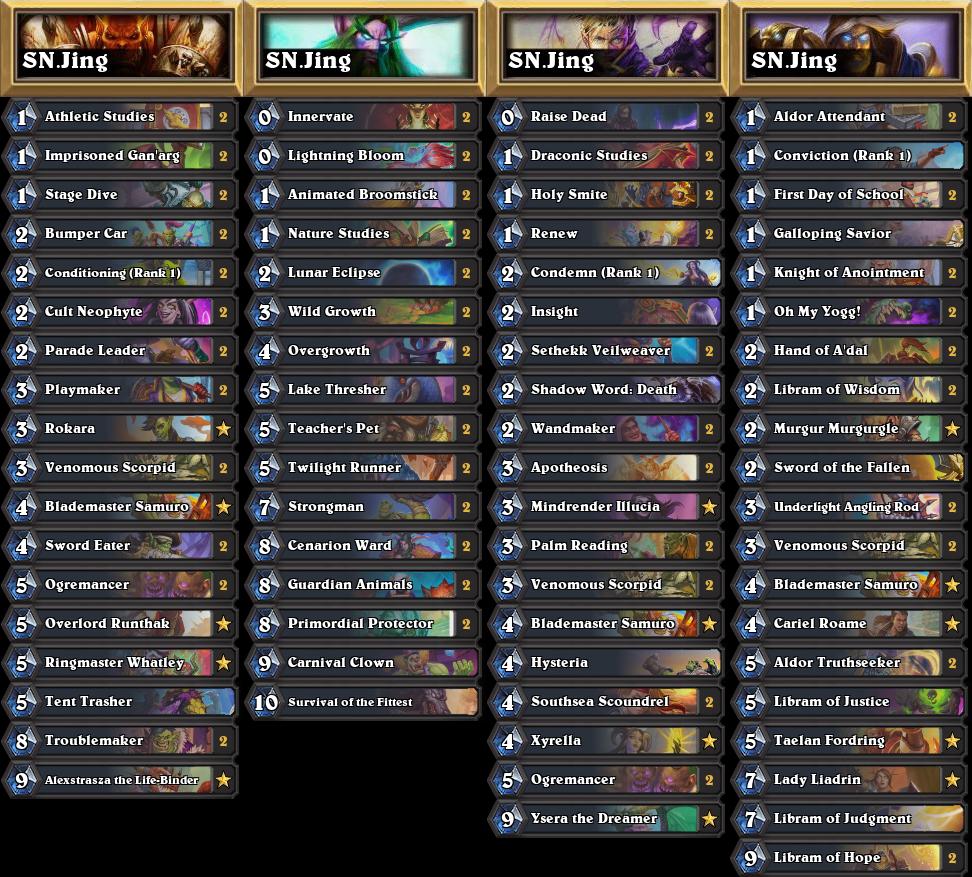 SN.Jing
1 Athletic Studies 2
1 Imprisoned Gan'arg 2
1 Stage Dive 2
2 Bumper Car 2
2 Conditioning (Rank 1) 2
2 Cult Neophyte 2
2 Parade Leader 2
2 Playmaker 2
3 Rokara
3 Venomous Scorpid 2
4 Blademaster Samuro
4 Sword Eater 2
5 Ogremancer 2
5 Overlord Runthak
5 Ringmaster Whatley
5 Tent Trasher
8 Troublemaker 2
9 Alexstrasza the Life-Binder
SN.Jing
0 Innervate 2
0 Lightning Bloom 2
1 Animated Broomstick 2
1 Nature Studies 2
2 Lunar Eclipse 2
3 Wild Growth 2
4 Overgrowth 2
5 Lake Thresher 2
5 Teacher's Pet 2
5 Twilight Runner 2
7 Strongman 2
8 Cenarion Ward 2
8 Guardian Animals 2
8 Primordial Protector 2
9 Carnival Clown
10 Survival of the Fittest
SN.Jing
0 Raise Dead 2
1 Draconic Studies 2
1 Holy Smite 2
1 Renew 2
2 Condemn (Rank 1)
2 Insight
2 Sethekk Veilweaver 2
2 Shadow Word: Death
2 Wandmaker 2
3 Apotheosis 2
3 Mindrender Illucia
3 Palm Reading 2
3 Venomous Scorpid 2
4 Blademaster Samuro
4 Hysteria
4 Southsea Scoundrel 2
4 Xyrella
5 Ogremancer 2
9 Ysera the Dreamer
SN.Jing
1 Aldor Attendant 2
1 Conviction (Rank 1)
1 First Day of School 2
1 Galloping Savior
1 Knight of Anointment 2
1 Oh My Yogg! 2
2 Hand of A'dal 2
2 Libram of Wisdom 2
2 Murgur Murgurgle
2 Sword of the Fallen
3 Underlight Angling Rod 2
3 Venomous Scorpid 2
4 Blademaster Samuro
4 Cariel Roame
5 Aldor Truthseeker 2
5 Libram of Justice
5 Taelan Fordring
7 Lady Liadrin
7 Libram of Judgment
9 Libram of Hope 2